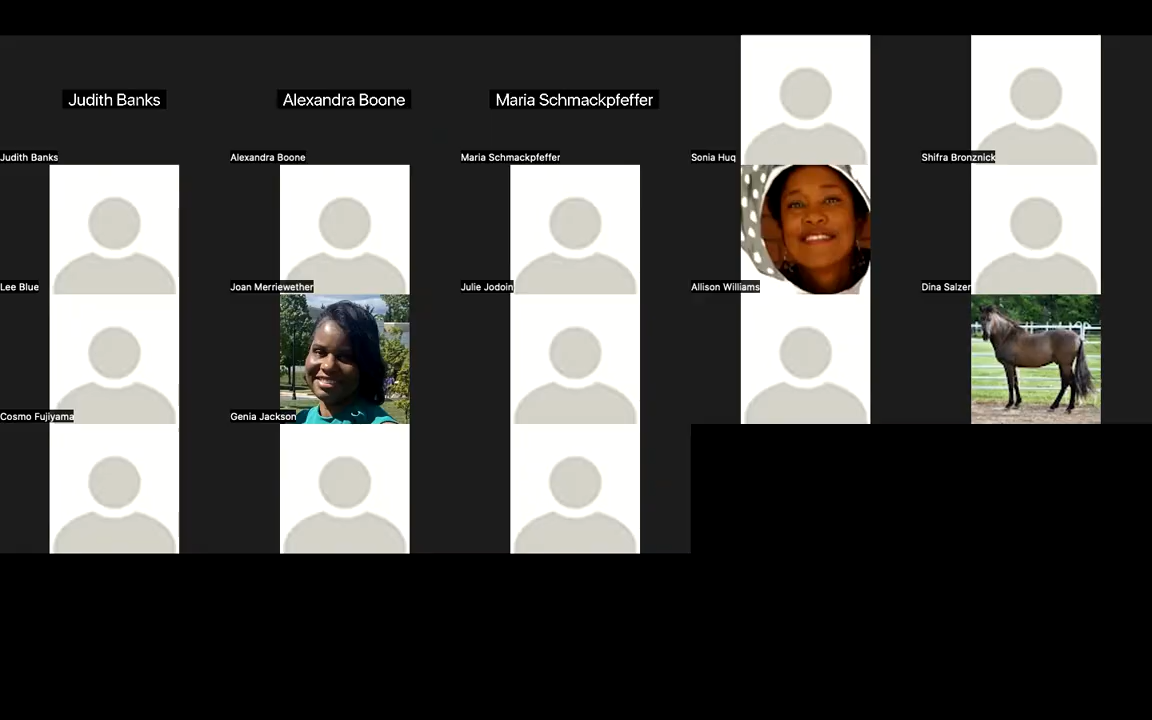 Judith Banks
Alexandra Boone
Maria Schmackpfeffer
Judith Banks
Alexandra Boone
Maria Schmackpfeffer
Sonia Huq
Shifra Bronznick
Lee Blue
Joan Merriewether
Julie Jodoin
Allison Williams
Dina Salzer
Cosmo Fujiyama
Genia Jackson